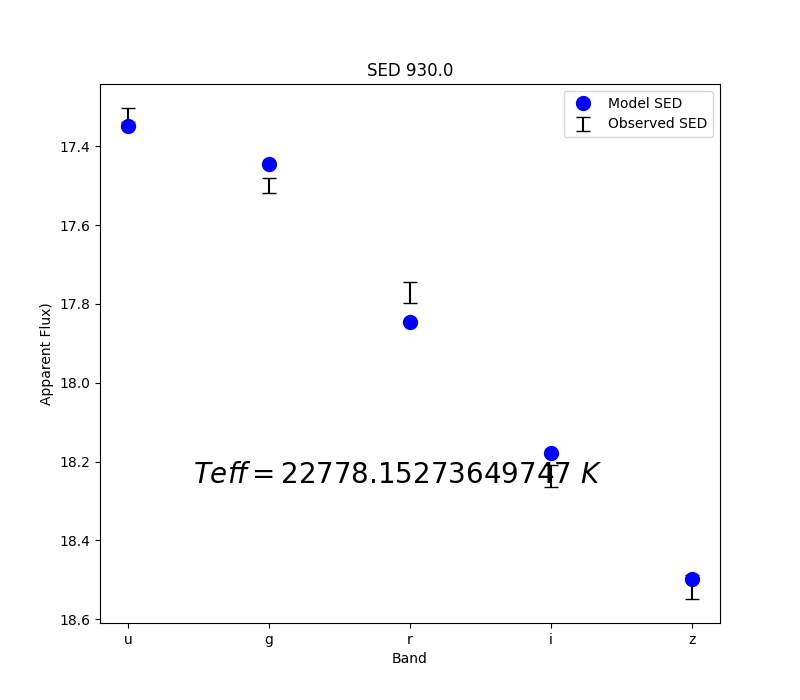 SED 930.0
Model SED
Observed SED
17.4
17.6
17.8
18.0
18.2
18.4
18.6
Apparent Flux)
Teff = 22778.15273649747 K
u g r i z
Band